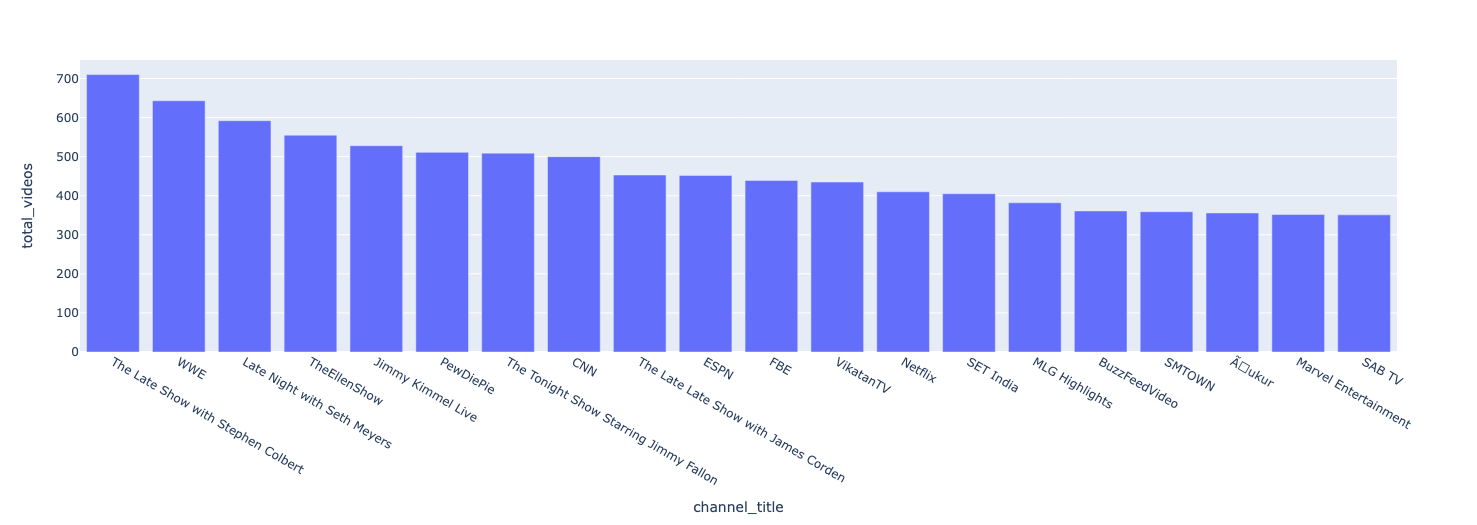 total_videos
700
600
500
400
300
200
100
0
The Late Show with Stephen Colbert
WWE
Late Night with Seth Meyers
TheEllenShow
Jimmy Kimmel Live
PewDiePie
The Tonight Show Starring Jimmy Fallon
CNN
The Late Late Show with James Corden
ESPN
FBE
VikatanTV
Netflix
SET India
MLG Highlights
BuzzFeedVideo
SMTOWN
Ã□ukur
Marvel Entertainment
SAB TV
channel_title